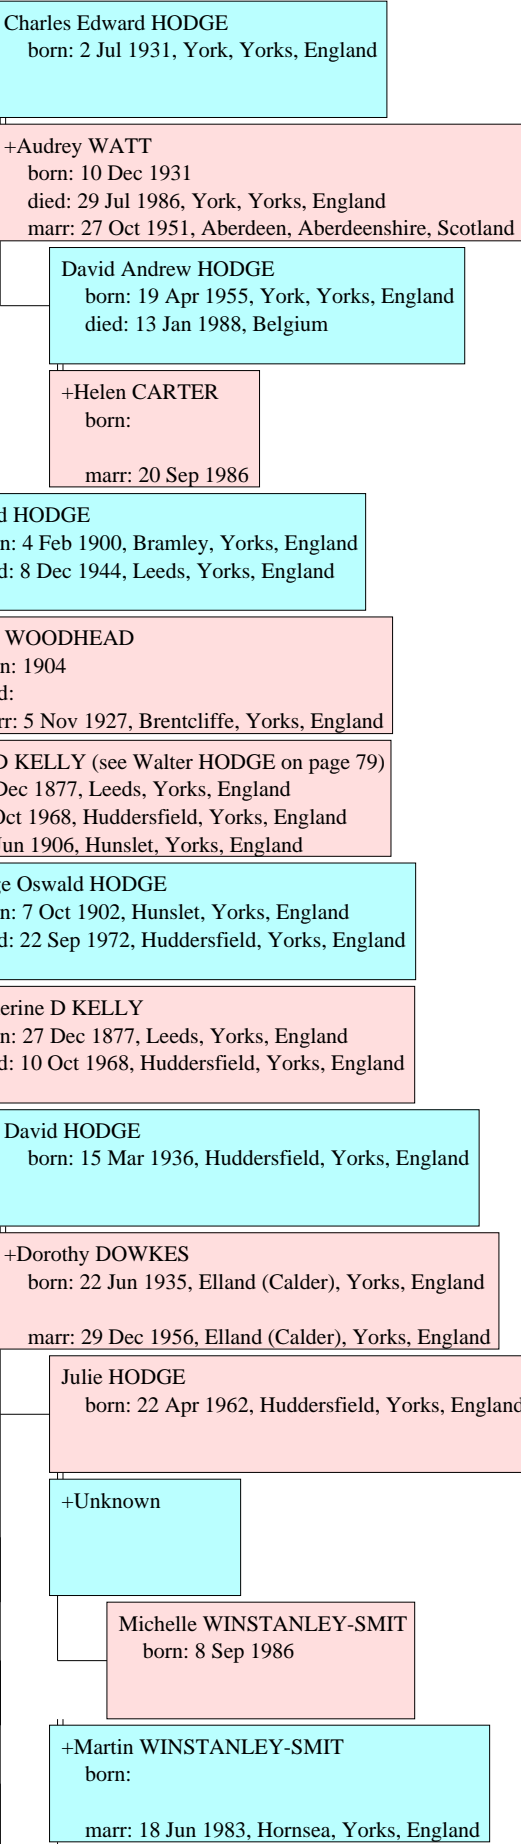 Charles Edward HODGE
born: 2 Jul 1931, York, Yorks, England
+Audrey WATT
born: 10 Dec 1931
died: 29 Jul 1986, York, Yorks, England
marr: 27 Oct 1951, Aberdeen, Aberdeenshire, Scotland
David Andrew HODGE
born: 19 Apr 1955, York, Yorks, England
died: 13 Jan 1988, Belgium
+Helen CARTER
born:
marr: 20 Sep 1986
d HODGE
n: 4 Feb 1900, Bramley, Yorks, England
d: 8 Dec 1944, Leeds, Yorks, England
WOODHEAD
n: 1904
d:
rr: 5 Nov 1927, Brentcliffe, Yorks, England
D KELLY (see Walter HODGE on page 79)
Dec 1877, Leeds, Yorks, England
Oct 1968, Huddersfield, Yorks, England
Jun 1906, Hunslet, Yorks, England
e Oswald HODGE
n: 7 Oct 1902, Hunslet, Yorks, England
d: 22 Sep 1972, Huddersfield, Yorks, England
erine D KELLY
n: 27 Dec 1877, Leeds, Yorks, England
d: 10 Oct 1968, Huddersfield, Yorks, England
David HODGE
born: 15 Mar 1936, Huddersfield, Yorks, England
+Dorothy DOWKES
born: 22 Jun 1935, Elland (Calder), Yorks, England
marr: 29 Dec 1956, Elland (Calder), Yorks, England
Julie HODGE
born: 22 Apr 1962, Huddersfield, Yorks, England
+Unknown
Michelle WINSTANLEY-SMIT
born: 8 Sep 1986
+Martin WINSTANLEY-SMIT
born:
marr: 18 Jun 1983, Hornsea, Yorks, England